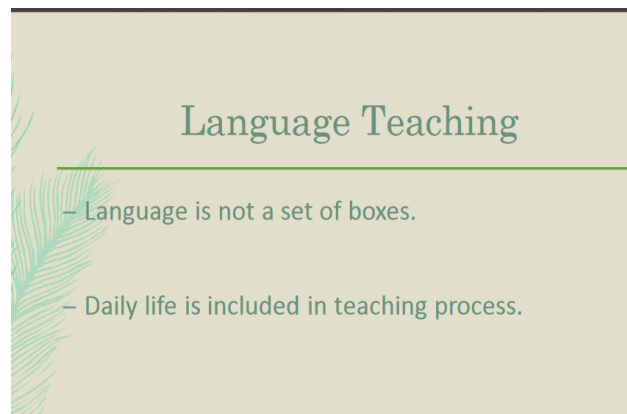 Language Teaching
– Language is not a set of boxes.
– Daily life is included in teaching process.